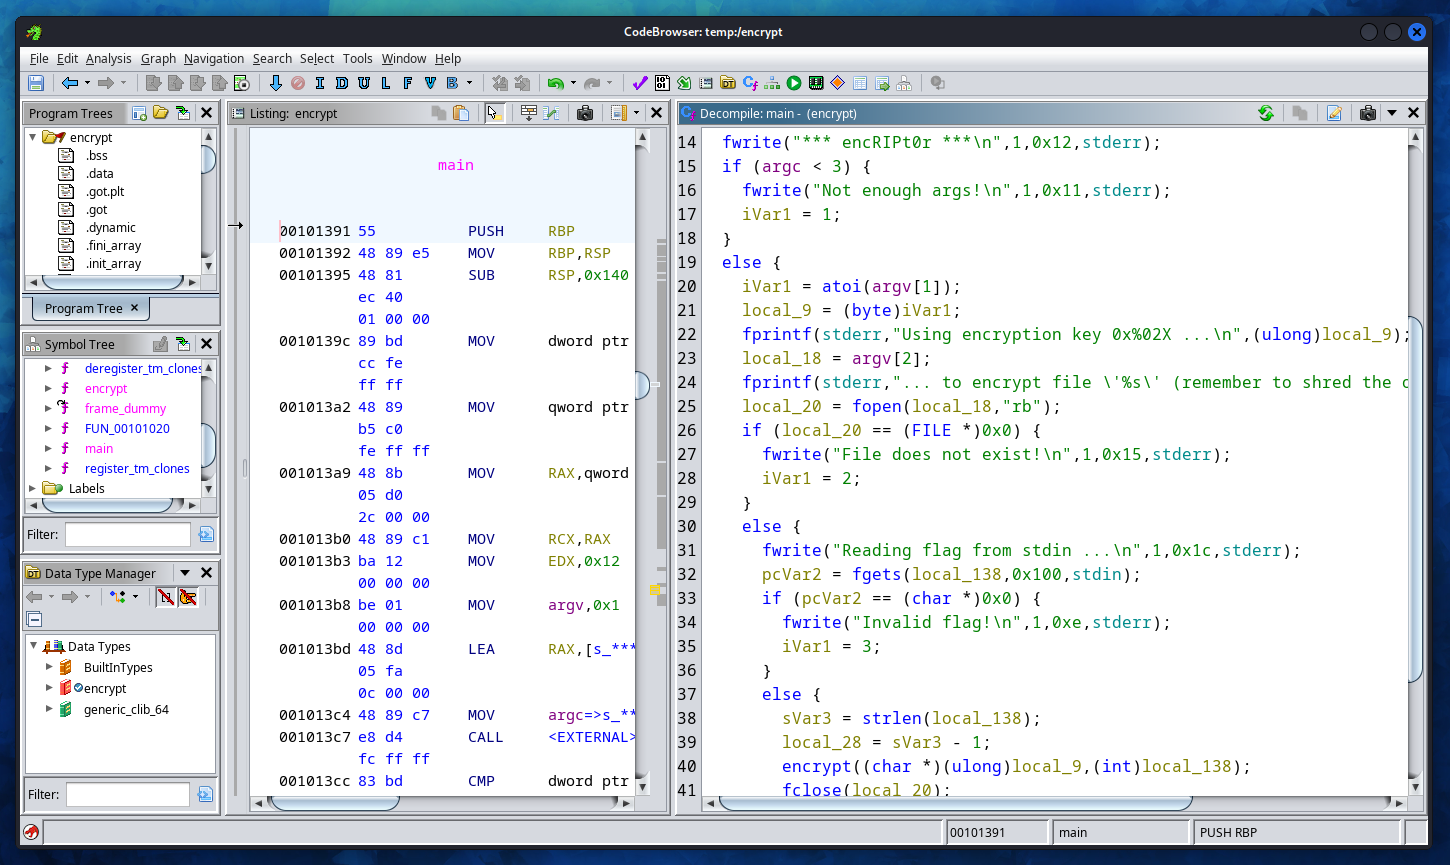 CodeBrowser: temp:/encrypt
File Edit Analysis Graph Navigation Search Select Tools Window Help
I D U L F V B
Program Trees
encrypt
.bss
.data
.got.plt
.got
.dynamic
.fini_array
.init_array
Program Tree
Symbol Tree
deregister_tm_clones
encrypt
frame_dummy
FUN_00101020
main
register_tm_clones
Labels
Filter:
Data Type Manager
Data Types
BuiltInTypes
encrypt
generic_clib_64
Filter:
Listing: encrypt
main
00101391 55 PUSH RBP
00101392 48 89 e5 MOV RBP,RSP
00101395 48 81 SUB RSP,0x140
ec 40
01 00 00
0010139c 89 bd MOV dword ptr
cc fe
ff ff
001013a2 48 89 MOV qword ptr
b5 c0
fe ff ff
001013a9 48 8b MOV RAX,qword
05 d0
2c 00 00
001013b0 48 89 c1 MOV RCX,RAX
001013b3 ba 12 MOV EDX,0x12
00 00 00
001013b8 be 01 MOV argv,0x1
00 00 00
001013bd 48 8d LEA RAX,[s_***
05 fa
0c 00 00
001013c4 48 89 c7 MOV argc=>s_**
001013c7 e8 d4 CALL <EXTERNAL>
fc ff ff
001013cc 83 bd CMP dword ptr
Decompile: main - (encrypt)
14 fwrite("*** encRIPt0r ***\n",1,0x12,stderr);
15 if (argc < 3) {
16 fwrite("Not enough args!\n",1,0x11,stderr);
17 iVar1 = 1;
18 }
19 else {
20 iVar1 = atoi(argv[1]);
21 local_9 = (byte)iVar1;
22 fprintf(stderr,"Using encryption key 0x%02X ...\n",(ulong)local_9);
23 local_18 = argv[2];
24 fprintf(stderr,"... to encrypt file \'%s\' (remember to shred the o
25 local_20 = fopen(local_18,"rb");
26 if (local_20 == (FILE *)0x0) {
27 fwrite("File does not exist!\n",1,0x15,stderr);
28 iVar1 = 2;
29 }
30 else {
31 fwrite("Reading flag from stdin ...\n",1,0x1c,stderr);
32 pcVar2 = fgets(local_138,0x100,stdin);
33 if (pcVar2 == (char *)0x0) {
34 fwrite("Invalid flag!\n",1,0xe,stderr);
35 iVar1 = 3;
36 }
37 else {
38 sVar3 = strlen(local_138);
39 local_28 = sVar3 - 1;
40 encrypt((char *)(ulong)local_9,(int)local_138);
41 fclose(local_20);
00101391
main
PUSH RBP